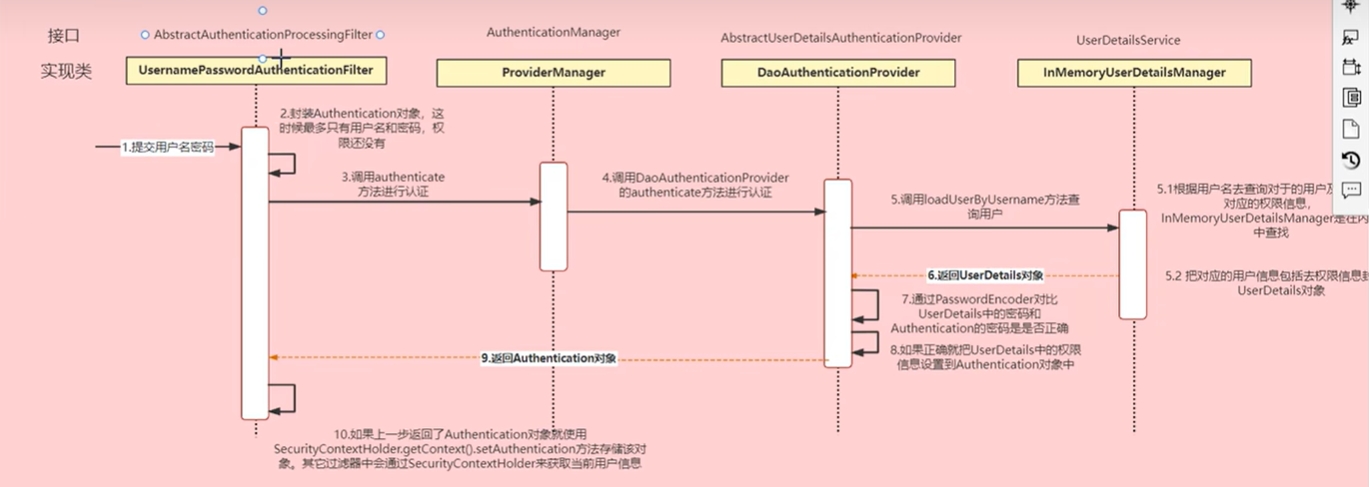 接口
AbstractAuthenticationProcessingFilter
AuthenticationManager
AbstractUserDetailsAuthenticationProvider
UserDetailsService
实现类
UsernamePasswordAuthenticationFilter
ProviderManager
DaoAuthenticationProvider
InMemoryUserDetailsManager
1.提交用户名密码
2.封装Authentication对象，这
时候最多只有用户名和密码，权
限还没有
3.调用authenticate
方法进行认证
4.调用DaoAuthenticationProvider
的authenticate方法进行认证
5.调用loadUserByUsername方法查
询用户
5.1根据用户名去查询对于的用户及
对应的权限信息，
InMemoryUserDetailsManager是在内
中查找
6.返回UserDetails对象
5.2 把对应的用户信息包括去权限信息封
UserDetails对象
7.通过PasswordEncoder对比
UserDetails中的密码和
Authentication的密码是是否正确
8.如果正确就把UserDetails中的权限
信息设置到Authentication对象中
9.返回Authentication对象
10.如果上一步返回了Authentication对象就使用
SecurityContextHolder.getContext().setAuthentication方法存储该对
象。其它过滤器中会通过SecurityContextHolder来获取当前用户信息